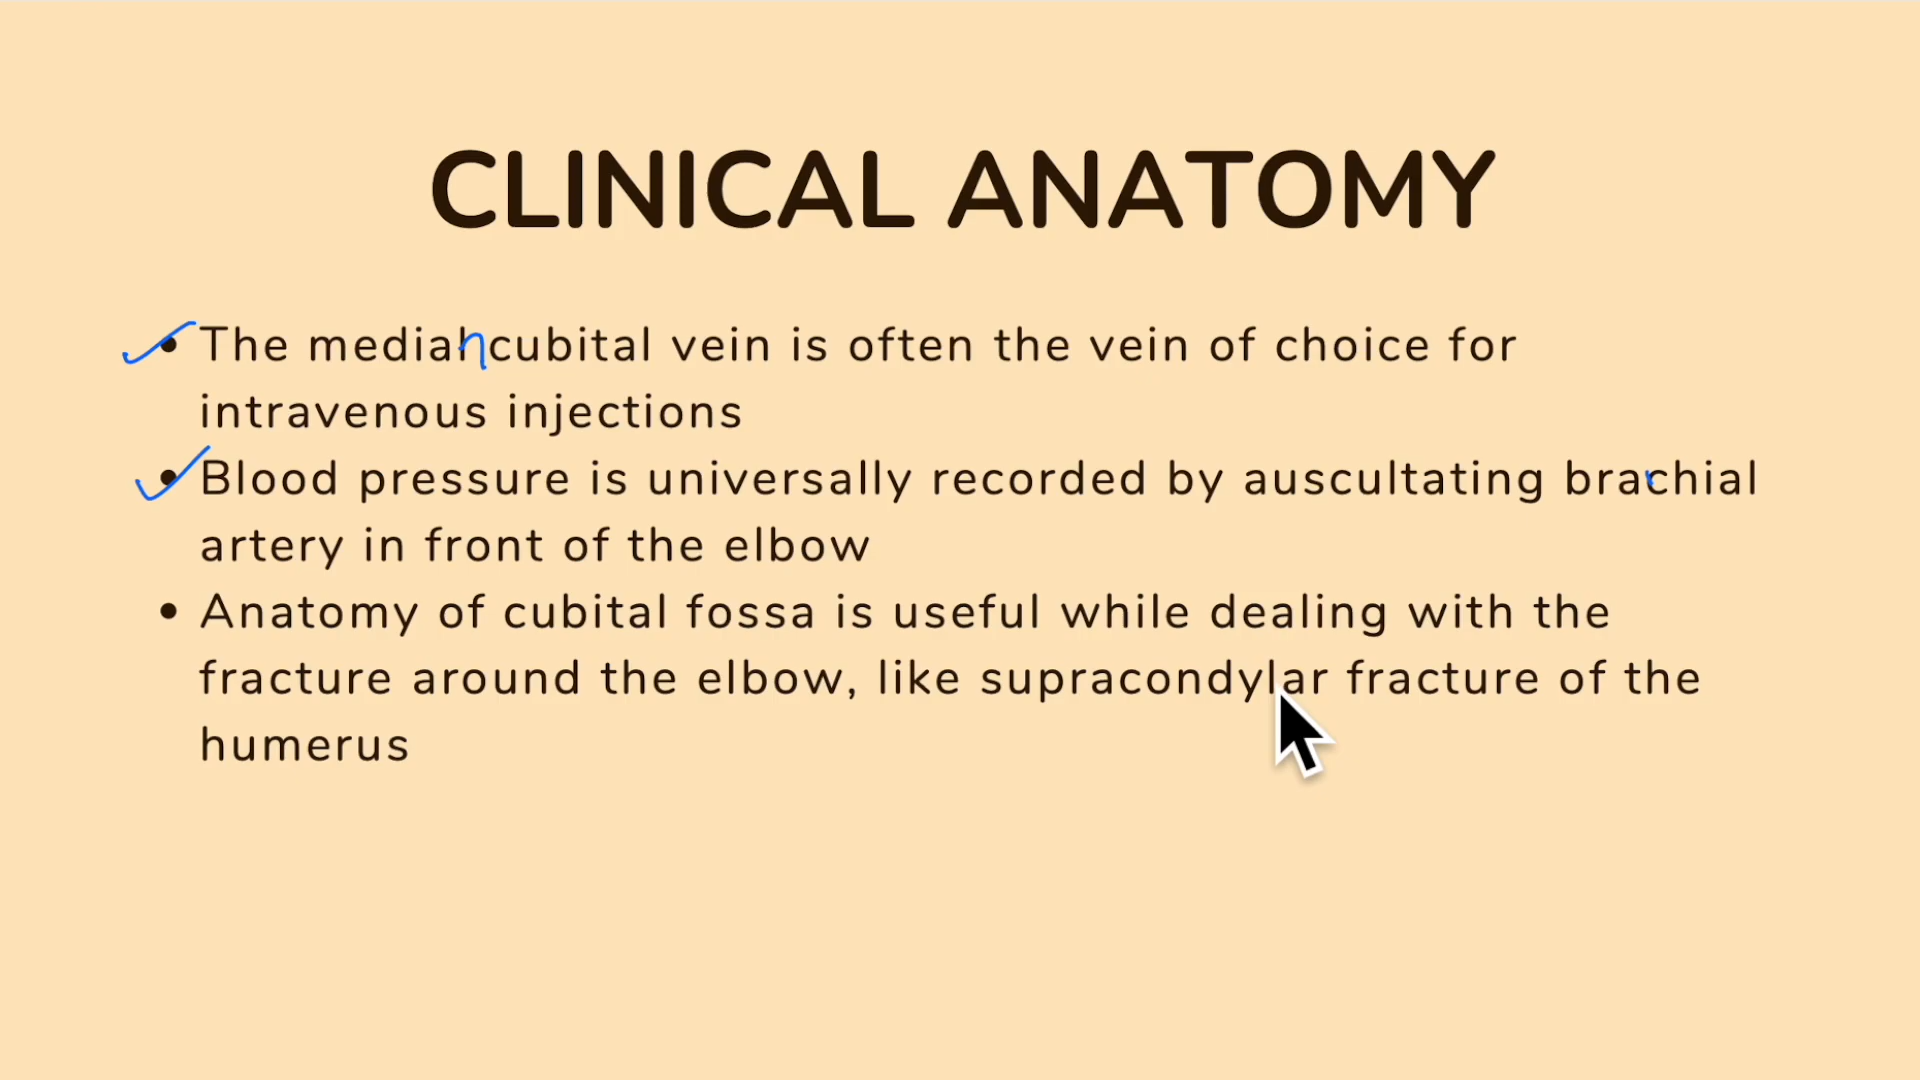 CLINICAL ANATOMY
• The median cubital vein is often the vein of choice for
intravenous injections
• Blood pressure is universally recorded by auscultating brachial
artery in front of the elbow
• Anatomy of cubital fossa is useful while dealing with the
fracture around the elbow, like supracondylar fracture of the
humerus